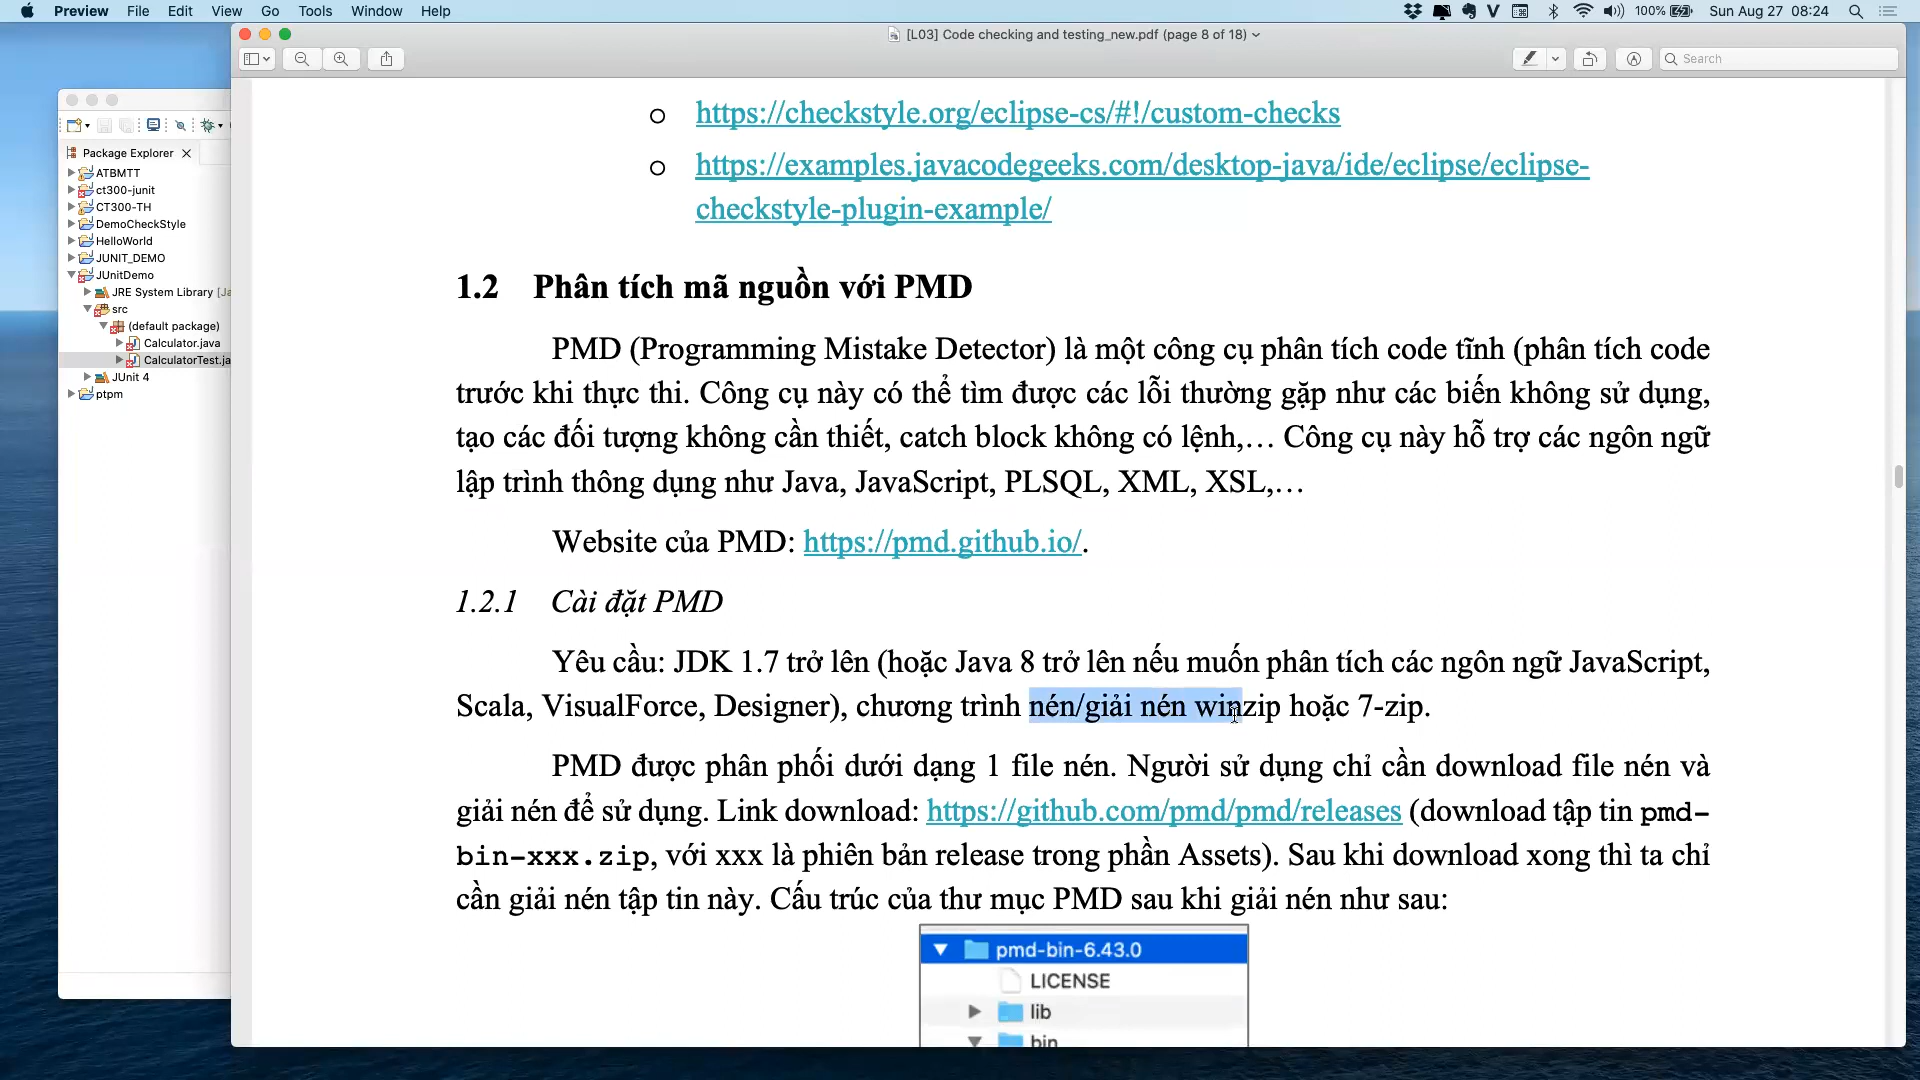 Preview File Edit View Go Tools Window Help
100% Sun Aug 27 08:24
[L03] Code checking and testing_new.pdf (page 8 of 18)
Search
Package Explorer
ATBMTT
ct300-junit
CT300-TH
DemoCheckStyle
HelloWorld
JUNIT_DEMO
JUnitDemo
JRE System Library [Ja
src
(default package)
Calculator.java
CalculatorTest.ja
JUnit 4
ptpm
https://checkstyle.org/eclipse-cs/#!/custom-checks
https://examples.javacodegeeks.com/desktop-java/ide/eclipse/eclipse-
checkstyle-plugin-example/
1.2 Phân tích mã nguồn với PMD
PMD (Programming Mistake Detector) là một công cụ phân tích code tĩnh (phân tích code
trước khi thực thi. Công cụ này có thể tìm được các lỗi thường gặp như các biến không sử dụng,
tạo các đối tượng không cần thiết, catch block không có lệnh,… Công cụ này hỗ trợ các ngôn ngữ
lập trình thông dụng như Java, JavaScript, PLSQL, XML, XSL,…
Website của PMD: https://pmd.github.io/.
1.2.1 Cài đặt PMD
Yêu cầu: JDK 1.7 trở lên (hoặc Java 8 trở lên nếu muốn phân tích các ngôn ngữ JavaScript,
Scala, VisualForce, Designer), chương trình nén/giải nén winzip hoặc 7-zip.
PMD được phân phối dưới dạng 1 file nén. Người sử dụng chỉ cần download file nén và
giải nén để sử dụng. Link download: https://github.com/pmd/pmd/releases (download tập tin pmd-
bin-xxx.zip, với xxx là phiên bản release trong phần Assets). Sau khi download xong thì ta chỉ
cần giải nén tập tin này. Cấu trúc của thư mục PMD sau khi giải nén như sau:
pmd-bin-6.43.0
LICENSE
lib
bin